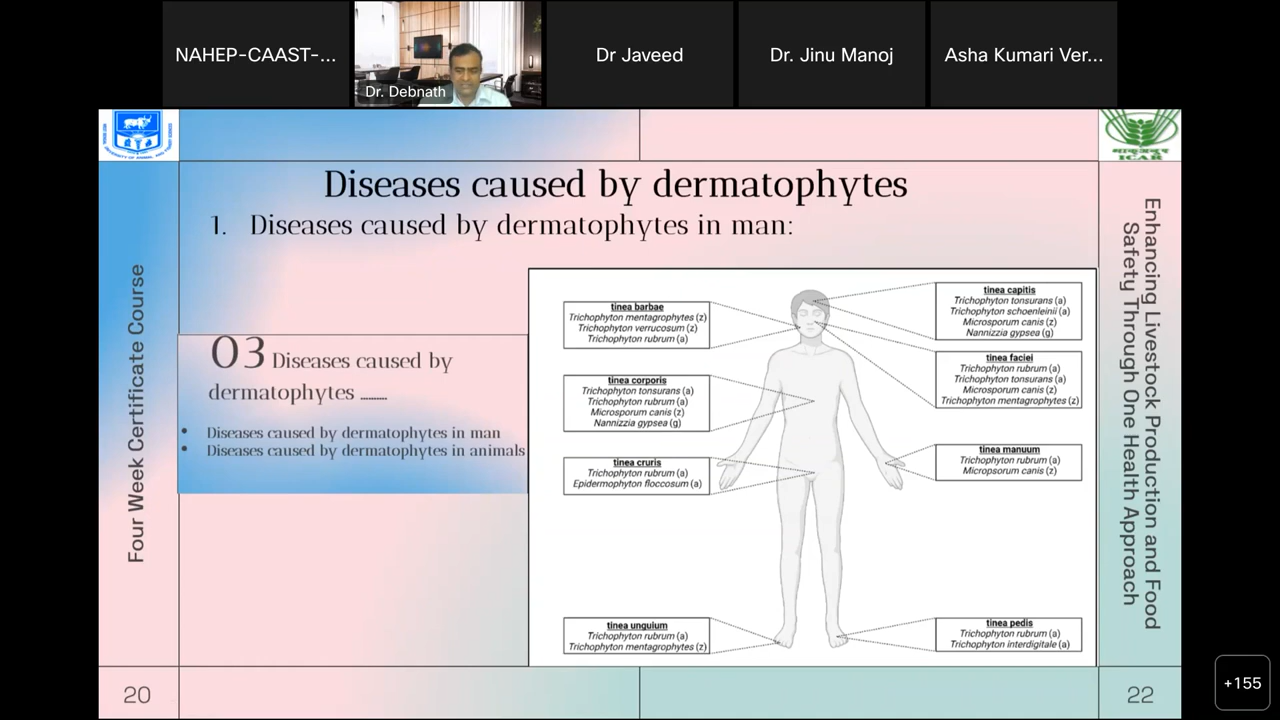 NAHEP-CAAST-...
Dr. Debnath
Dr Javeed
Dr. Jinu Manoj
Asha Kumari Ver...
ICAR
Four Week Certificate Course
Diseases caused by dermatophytes
1. Diseases caused by dermatophytes in man:
03 Diseases caused by
dermatophytes ..........
• Diseases caused by dermatophytes in man
• Diseases caused by dermatophytes in animals
tinea barbae
Trichophyton mentagrophytes (z)
Trichophyton verrucosum (z)
Trichophyton rubrum (a)
tinea corporis
Trichophyton tonsurans (a)
Trichophyton rubrum (a)
Microsporum canis (z)
Nannizzia gypsea (g)
tinea cruris
Trichophyton rubrum (a)
Epidermophyton floccosum (a)
tinea unguium
Trichophyton rubrum (a)
Trichophyton mentagrophytes (z)
tinea capitis
Trichophyton tonsurans (a)
Trichophyton schoenleinii (a)
Microsporum canis (z)
Nannizzia gypsea (g)
tinea faciei
Trichophyton rubrum (a)
Trichophyton tonsurans (a)
Microsporum canis (z)
Trichophyton mentagrophytes (z)
tinea manuum
Trichophyton rubrum (a)
Micropsorum canis (z)
tinea pedis
Trichophyton rubrum (a)
Trichophyton interdigitale (a)
Enhancing Livestock Production and Food
Safety Through One Health Approach
20
22
+155